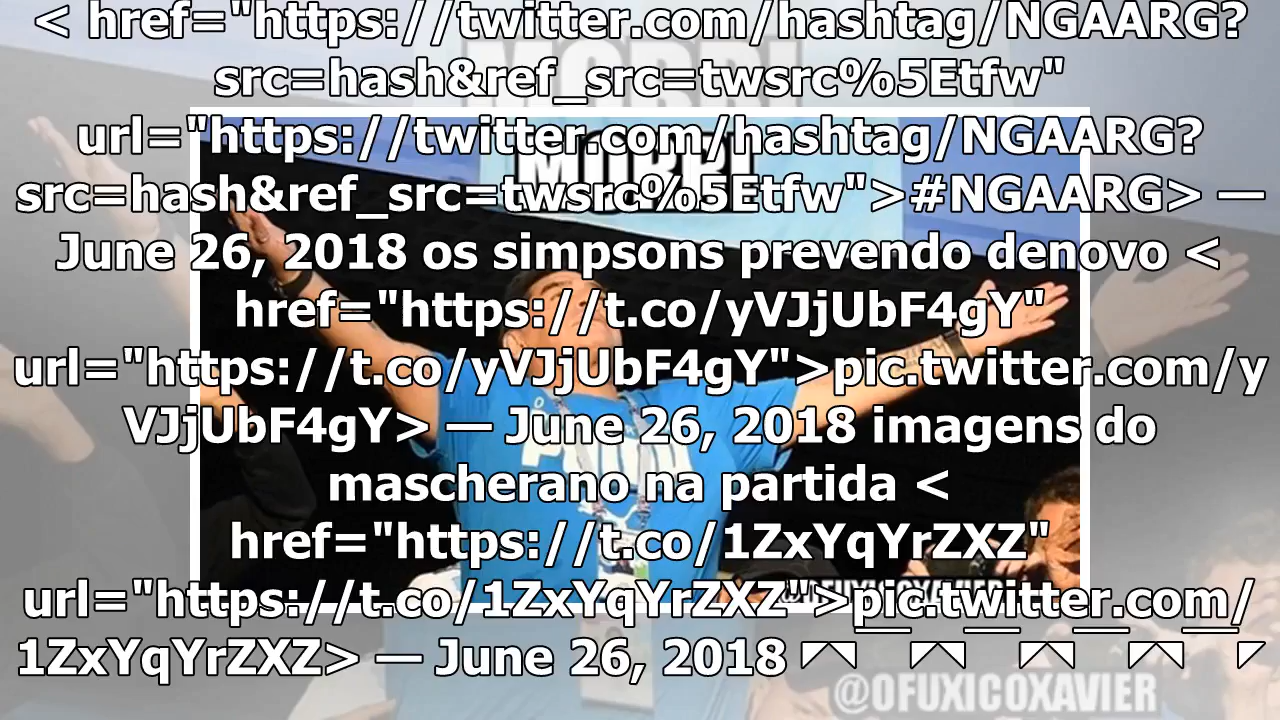 < href="https://twitter.com/hashtag/NGAARG?
src=hash&ref_src=twsrc%5Etfw"
url="https://twitter.com/hashtag/NGAARG?
src=hash&ref_src=twsrc%5Etfw">#NGAARG> —
June 26, 2018 os simpsons prevendo denovo <
href="https://t.co/yVJjUbF4gY"
url="https://t.co/yVJjUbF4gY">pic.twitter.com/y
VJjUbF4gY> — June 26, 2018 imagens do
mascherano na partida <
href="https://t.co/1ZxYqYrZXZ"
url="https://t.co/1ZxYqYrZXZ">pic.twitter.com/
1ZxYqYrZXZ> — June 26, 2018
@OFUXICOXAVIER